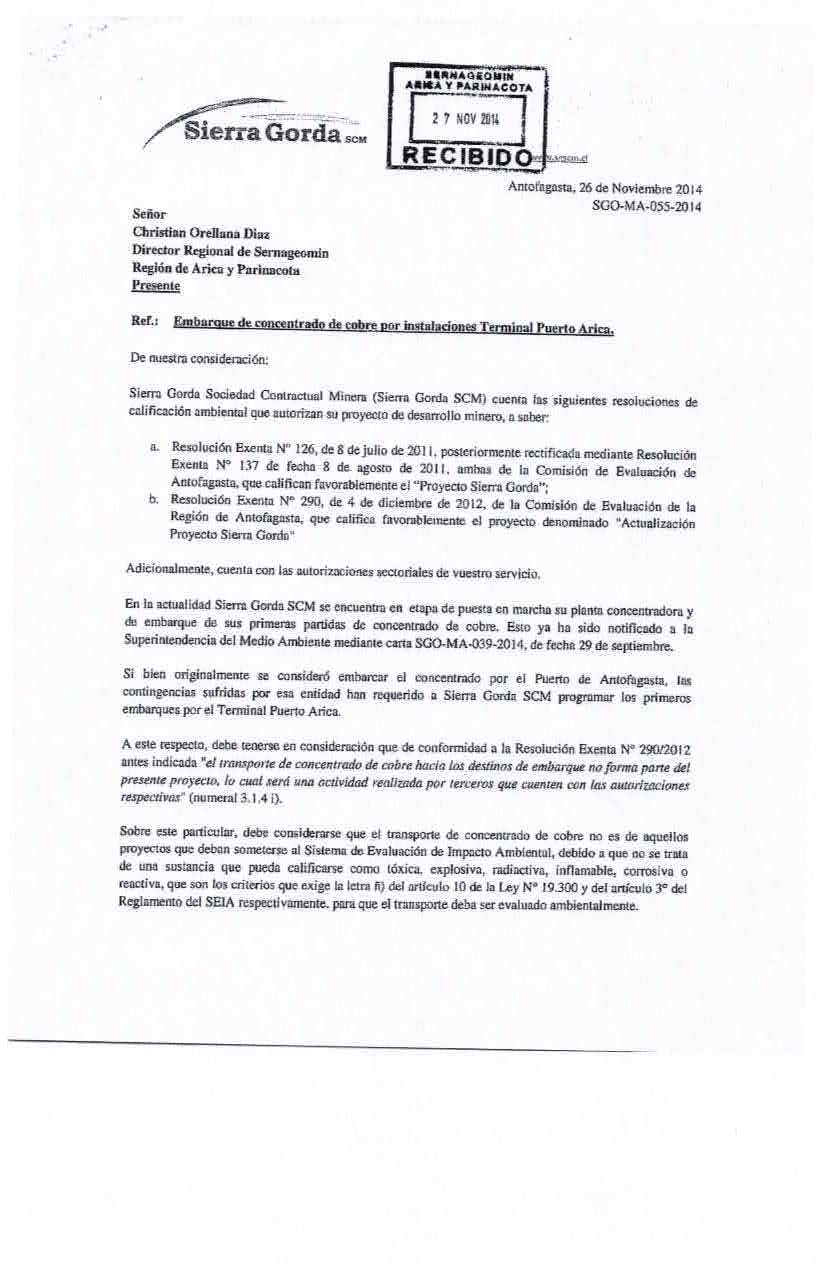 SERNAGEOMIN
ARICA Y PARINACOTA
27 NOV 2014
RECIBIDO
Sierra Gorda SCM
Antofagasta, 26 de Noviembre 2014
SGO-MA-055-2014
Señor
Christian Orellana Diaz
Director Regional de Sernageomin
Región de Arica y Parinacota
Presente
Ref.: Embarque de concentrado de cobre por instalaciones Terminal Puerto Arica.
De nuestra consideración:
Sierra Gorda Sociedad Contractual Minera (Sierra Gorda SCM) cuenta las siguientes resoluciones de
calificación ambiental que autorizan su proyecto de desarrollo minero, a saber:
a. Resolución Exenta N° 126, de 8 de julio de 2011, posteriormente rectificada mediante Resolución
Exenta N° 137 de fecha 8 de agosto de 2011, ambas de la Comisión de Evaluación de
Antofagasta, que califican favorablemente el "Proyecto Sierra Gorda";
b. Resolución Exenta N° 290, de 4 de diciembre de 2012, de la Comisión de Evaluación de la
Región de Antofagasta, que califica favorablemente el proyecto denominado "Actualización
Proyecto Sierra Gorda"
Adicionalmente, cuenta con las autorizaciones sectoriales de vuestro servicio.
En la actualidad Sierra Gorda SCM se encuentra en etapa de puesta en marcha su planta concentradora y
de embarque de sus primeras partidas de concentrado de cobre. Esto ya ha sido notificado a la
Superintendencia del Medio Ambiente mediante carta SGO-MA-039-2014, de fecha 29 de septiembre.
Si bien originalmente se consideró embarcar el concentrado por el Puerto de Antofagasta, las
contingencias sufridas por esa entidad han requerido a Sierra Gorda SCM programar los primeros
embarques por el Terminal Puerto Arica.
A este respecto, debe tenerse en consideración que de conformidad a la Resolución Exenta N° 290/2012
antes indicada "el transporte de concentrado de cobre hacia los destinos de embarque no forma parte del
presente proyecto, lo cual será una actividad realizada por terceros que cuenten con las autorizaciones
respectivas" (numeral 3.1.4 i).
Sobre este particular, debe considerarse que el transporte de concentrado de cobre no es de aquellos
proyectos que deban someterse al Sistema de Evaluación de Impacto Ambiental, debido a que no se trata
de una sustancia que pueda calificarse como tóxica, explosiva, radiactiva, inflamable, corrosiva o
reactiva, que son los criterios que exige la letra ñ) del artículo 10 de la Ley N° 19.300 y del artículo 3° del
Reglamento del SEIA respectivamente, para que el transporte deba ser evaluado ambientalmente.